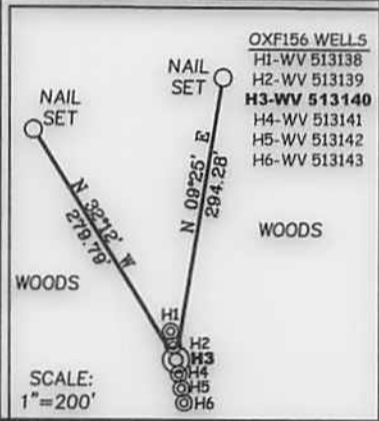 OXF156 WELLS
H1-WV 513138
H2-WV 513139
H3-WV 513140
H4-WV 513141
H5-WV 513142
H6-WV 513143
NAIL
SET
NAIL
SET
N 09°25' E
294.28'
N 32°12' W
279.79'
WOODS
WOODS
H1
H2
H3
H4
H5
H6
SCALE:
1"=200'